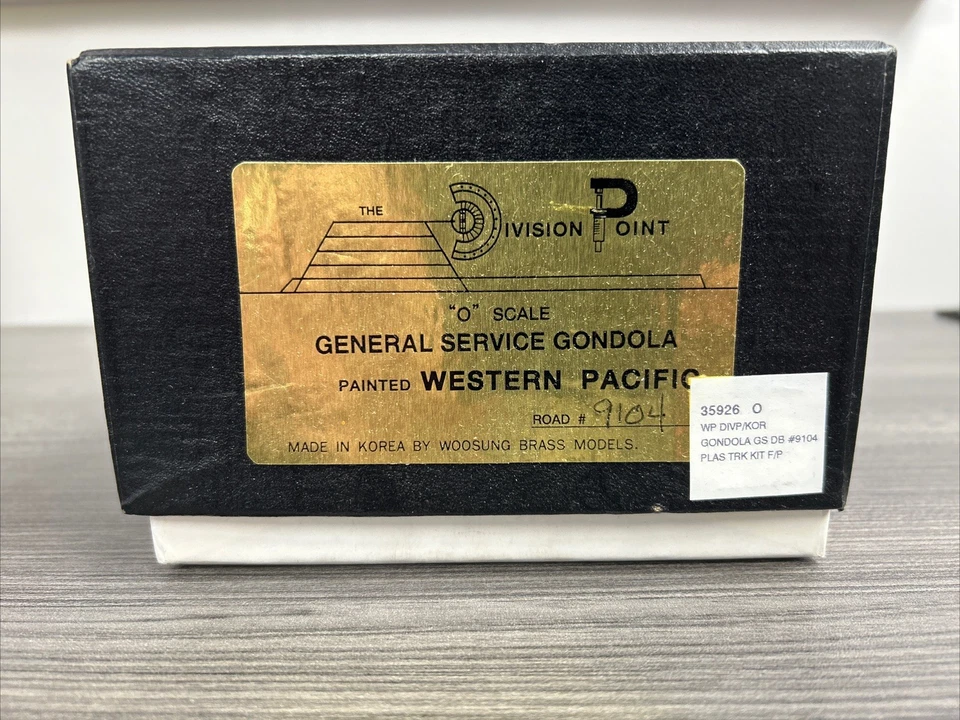 THE DIVISION POINT
"O" SCALE
GENERAL SERVICE GONDOLA
PAINTED WESTERN PACIFIC
ROAD # 9104
MADE IN KOREA BY WOOSUNG BRASS MODELS.
35926 O
WP DIVP/KOR
GONDOLA GS DB #9104
PLAS TRK KIT F/P